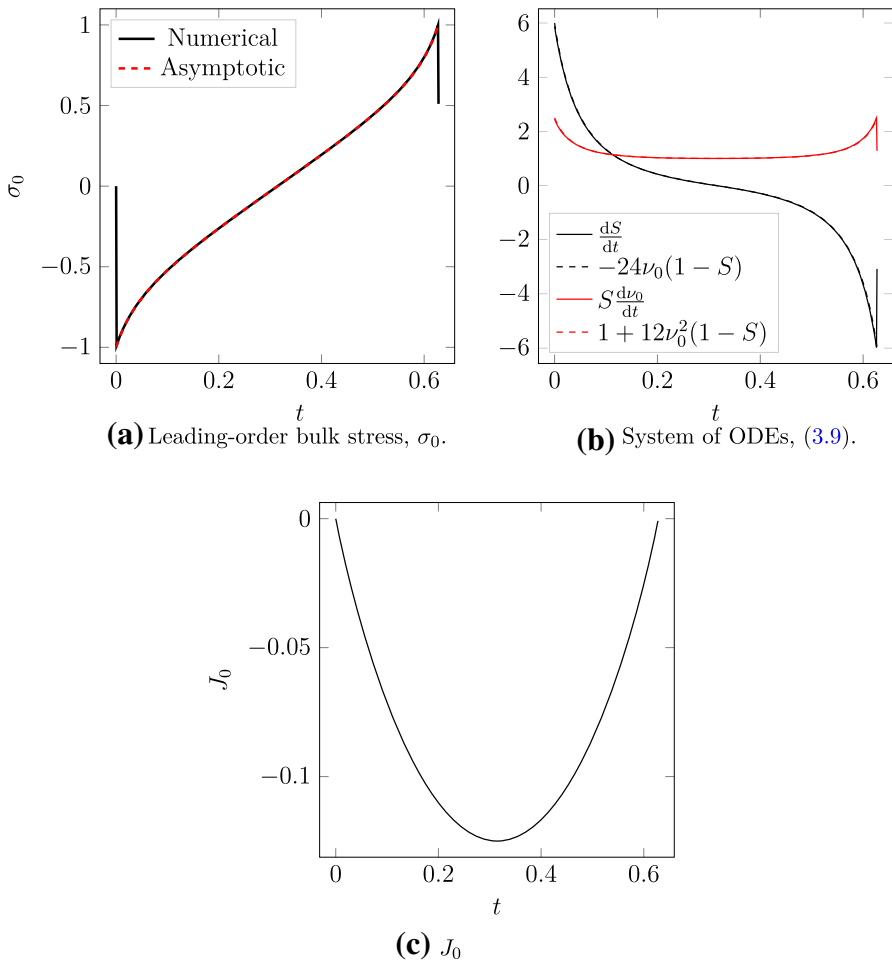 1
0.5
0
−0.5
−1
σ₀
Numerical
Asymptotic
0
0.2
0.4
0.6
t
(a) Leading-order bulk stress, σ₀.
6
4
2
0
−2
−4
−6
dS/dt
−24ν₀(1 − S)
S dν₀/dt
1 + 12ν₀²(1 − S)
0
0.2
0.4
0.6
t
(b) System of ODEs, (3.9).
0
−0.05
−0.1
J₀
0
0.2
0.4
0.6
t
(c) J₀